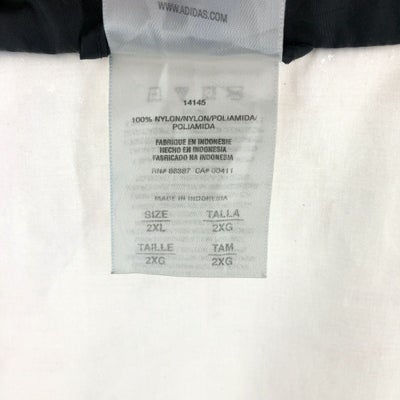 WWW.ADIDAS.COM
14145
100% NYLON/NYLON/POLIAMIDA/
POLIAMIDA
FABRIQUE EN INDONESIE
HECHO EN INDONESIA
FABRICADO NA INDONESIA
RN# 88387 CA# 00411
MADE IN INDONESIA
SIZE TALLA
2XL 2XG
TAILLE TAM
2XG 2XG